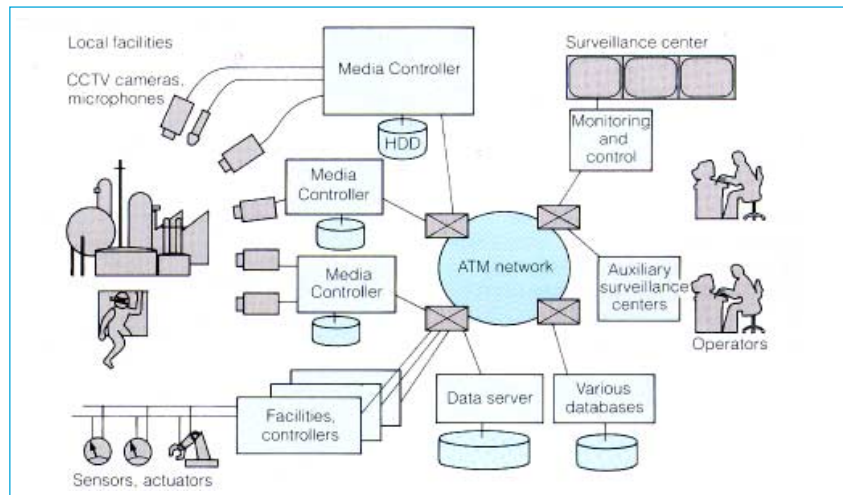 Local facilities
CCTV cameras,
microphones
Media Controller
HDD
Surveillance center
Monitoring
and
control
Media
Controller
Media
Controller
ATM network
Auxiliary
surveillance
centers
Operators
Facilities,
controllers
Data server
Various
databases
Sensors, actuators